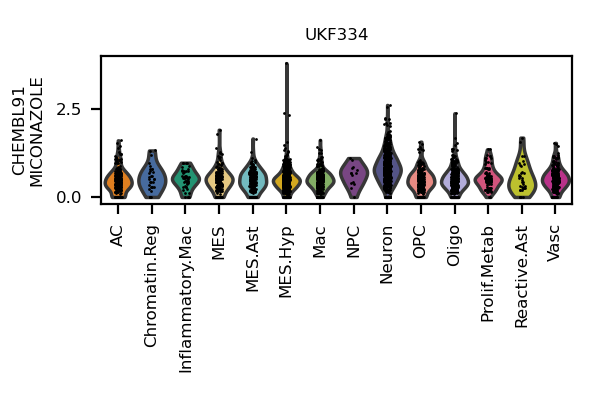 UKF334
CHEMBL91
MICONAZOLE
2.5
0.0
AC
Chromatin.Reg
Inflammatory.Mac
MES
MES.Ast
MES.Hyp
Mac
NPC
Neuron
OPC
Oligo
Prolif.Metab
Reactive.Ast
Vasc